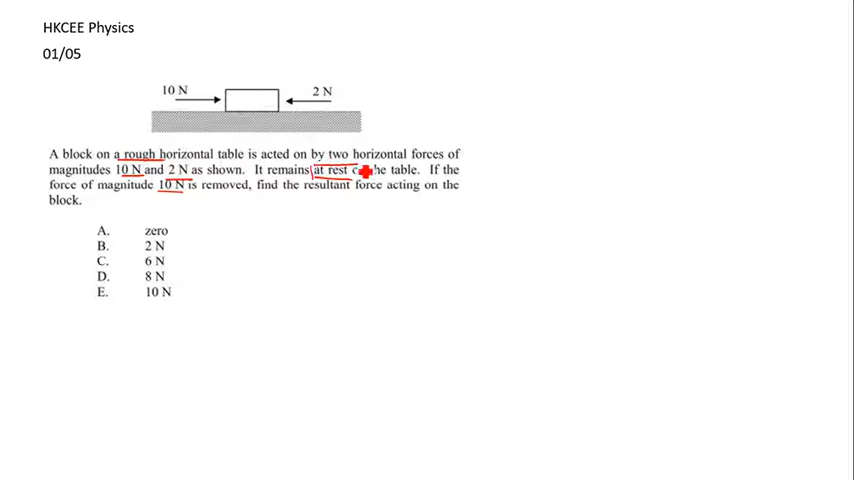 HKCEE Physics
01/05
10 N
2 N
A block on a rough horizontal table is acted on by two horizontal forces of
magnitudes 10 N and 2 N as shown. It remains at rest the table. If the
force of magnitude 10 N is removed, find the resultant force acting on the
block.
A. zero
B. 2 N
C. 6 N
D. 8 N
E. 10 N